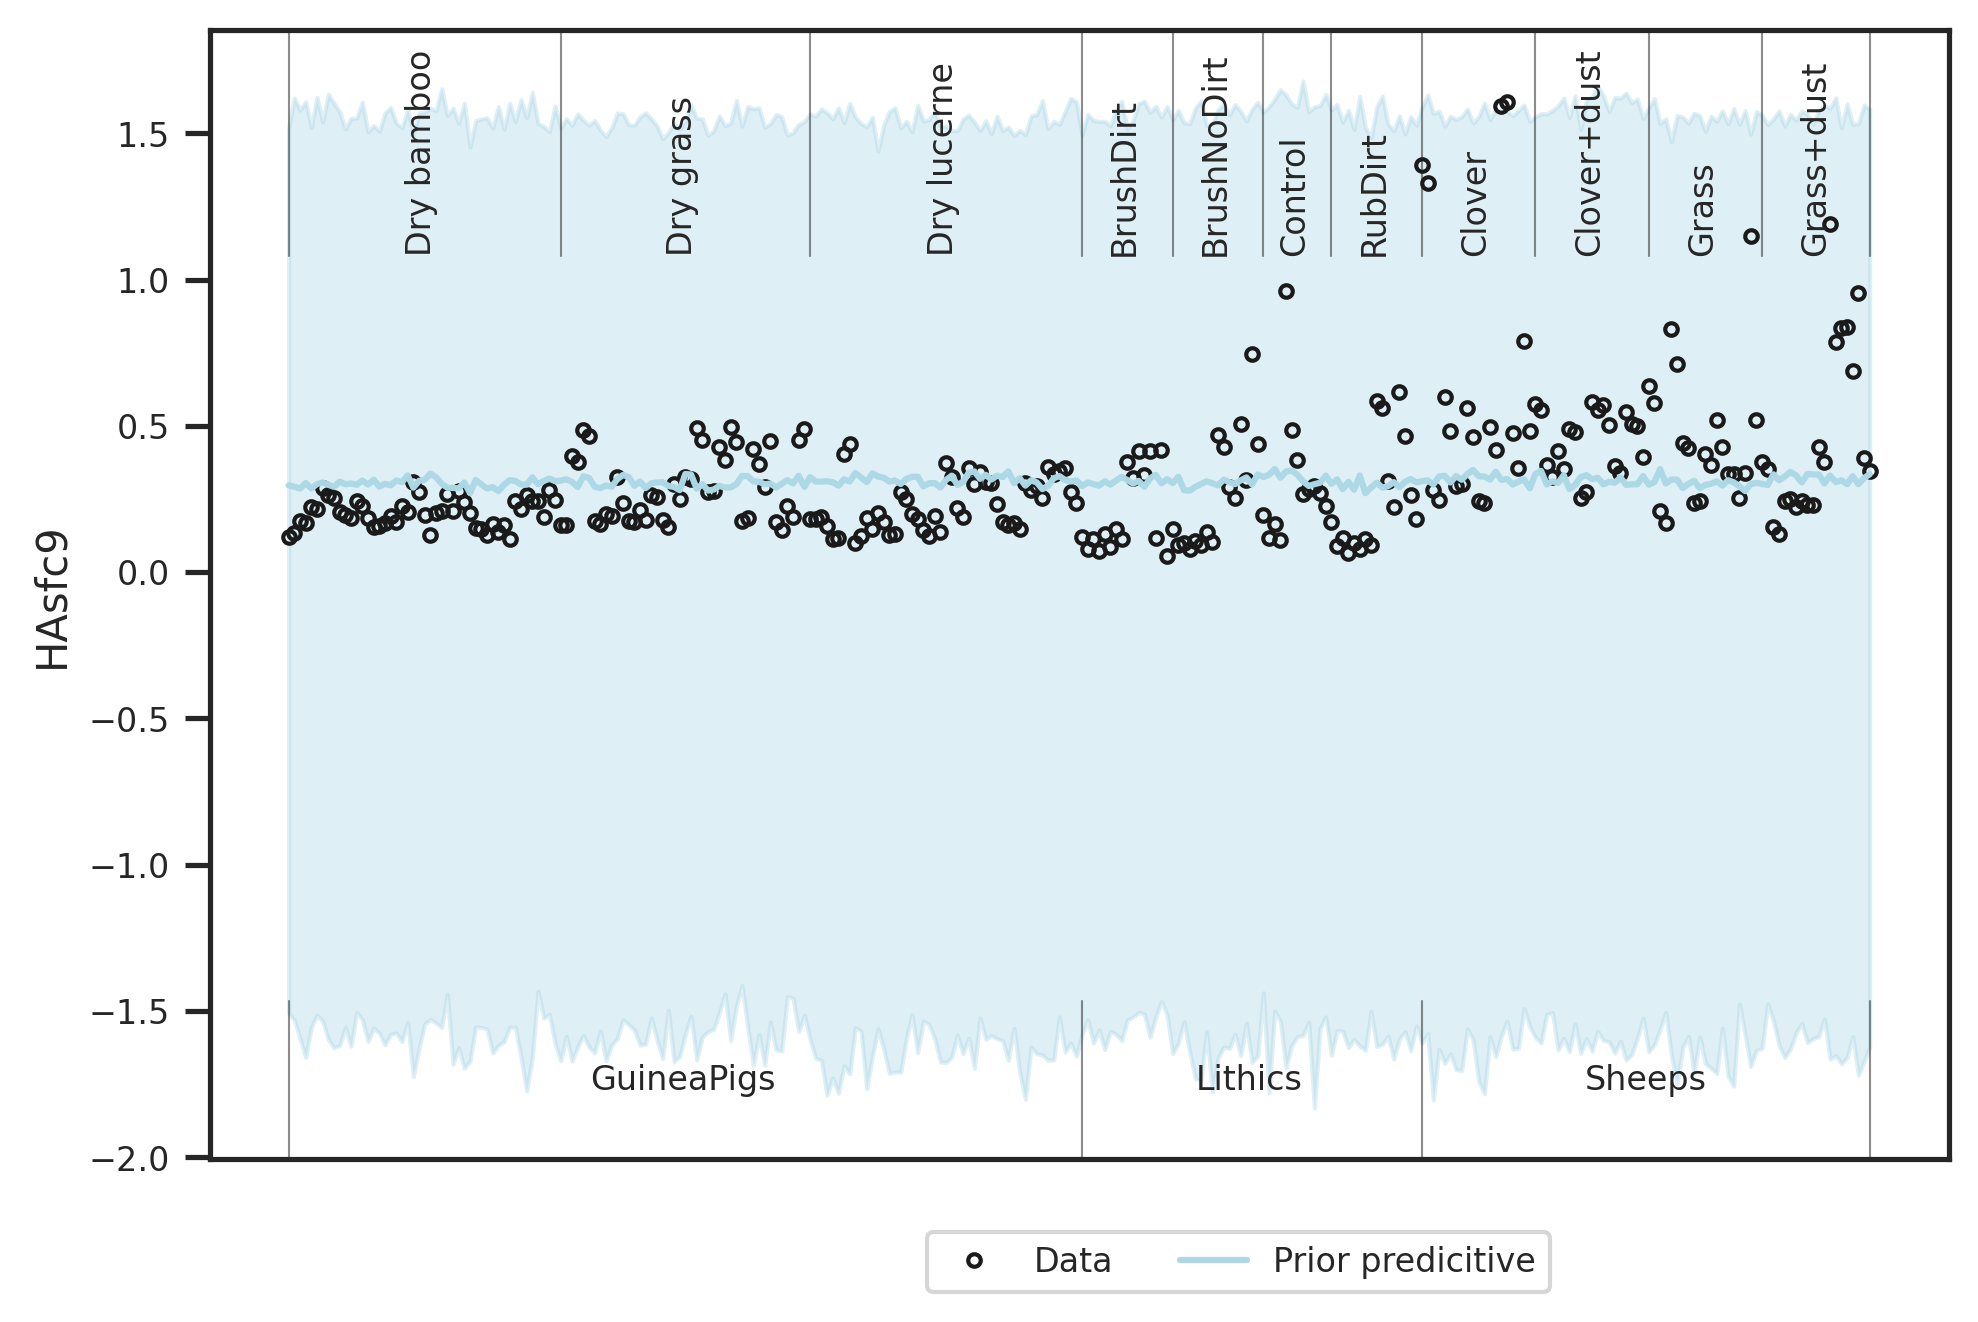 Dry bamboo
Dry grass
Dry lucerne
BrushDirt
BrushNoDirt
Control
RubDirt
Clover
Clover+dust
Grass
Grass+dust
1.5
1.0
0.5
0.0
−0.5
−1.0
−1.5
−2.0
HAsfc9
GuineaPigs
Lithics
Sheeps
Data
Prior predicitive